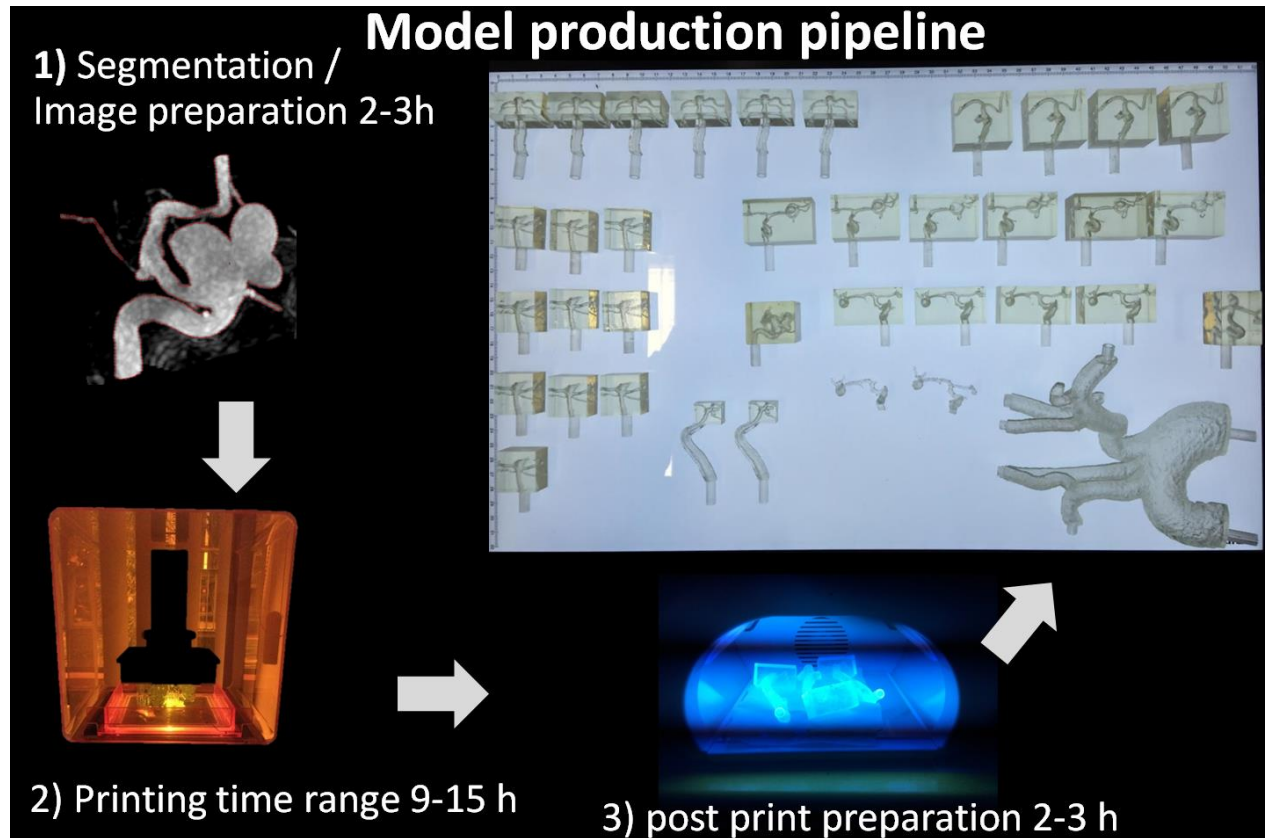 Model production pipeline
1) Segmentation /
Image preparation 2-3h
2) Printing time range 9-15 h
3) post print preparation 2-3 h